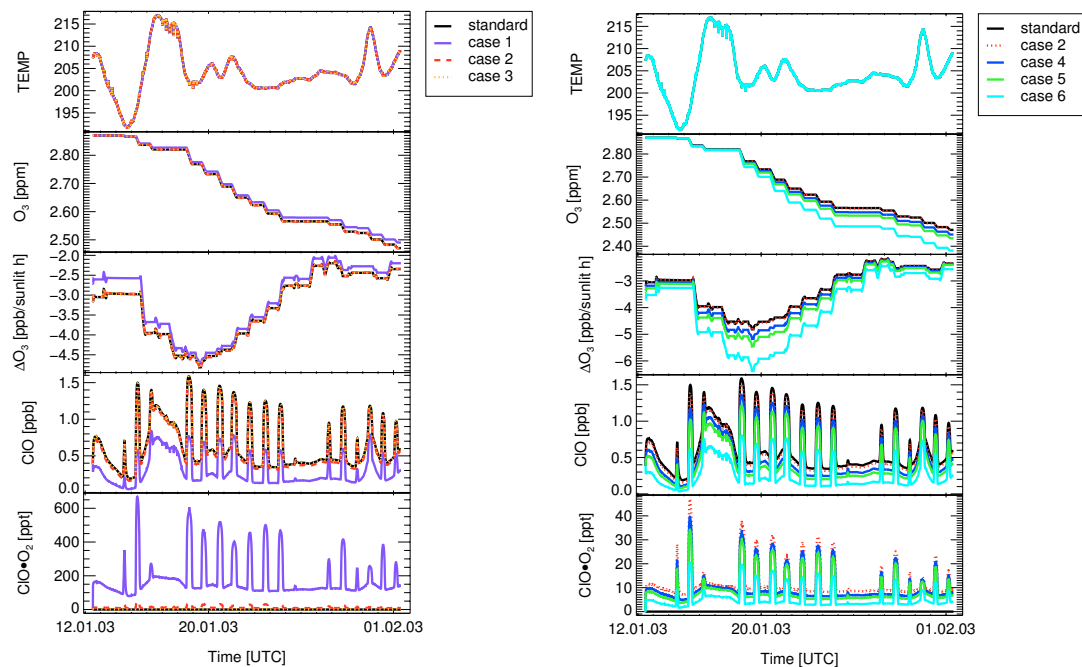 standard
case 1
case 2
case 3
TEMP
215
210
205
200
195
O3 [ppm]
2.80
2.70
2.60
2.50
ΔO3 [ppb/sunlit h]
−2.0
−2.5
−3.0
−3.5
−4.0
−4.5
ClO [ppb]
1.5
1.0
0.5
0.0
ClO•O2 [ppt]
600
400
200
0
12.01.03
20.01.03
01.02.03
Time [UTC]
standard
case 2
case 4
case 5
case 6
TEMP
215
210
205
200
195
O3 [ppm]
2.80
2.70
2.60
2.50
2.40
ΔO3 [ppb/sunlit h]
−3
−4
−5
−6
ClO [ppb]
1.5
1.0
0.5
0.0
ClO•O2 [ppt]
40
30
20
10
0
12.01.03
20.01.03
01.02.03
Time [UTC]